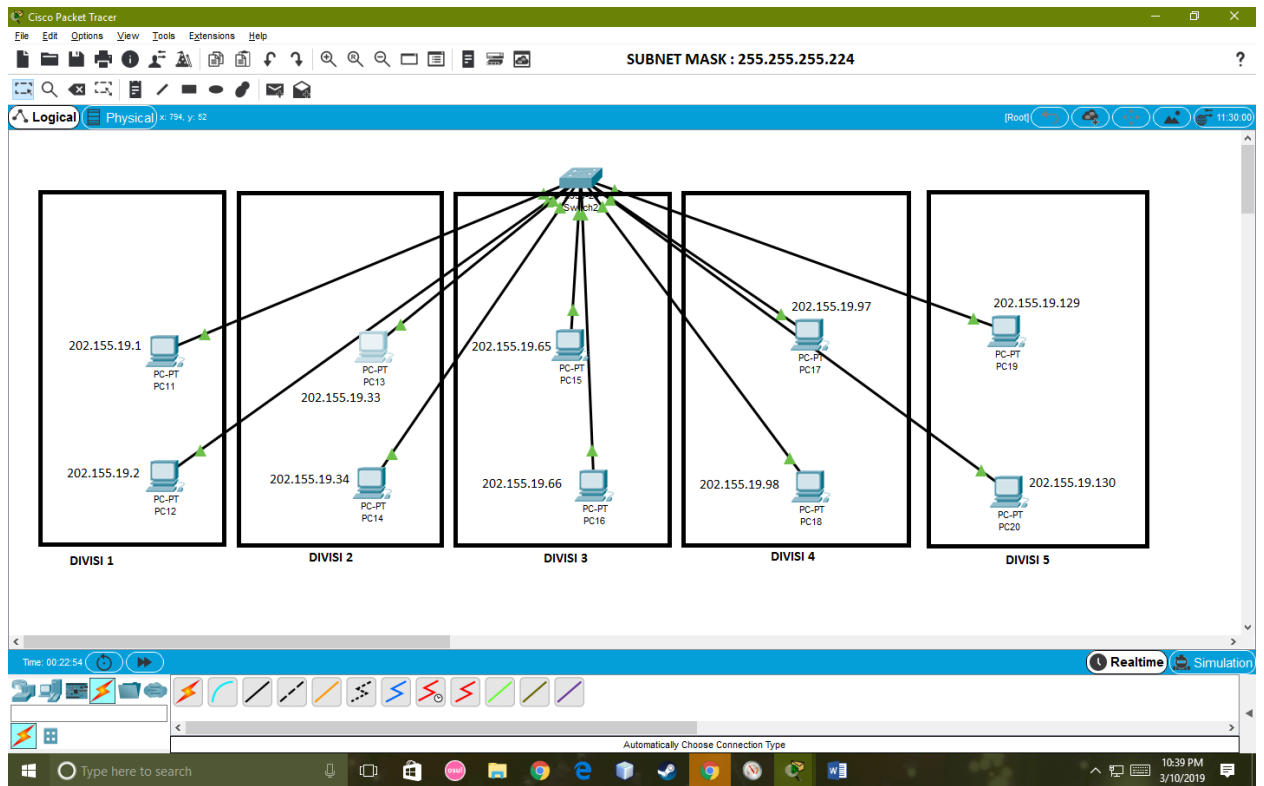 Cisco Packet Tracer
File Edit Options View Tools Extensions Help
SUBNET MASK : 255.255.255.224
?
Logical Physical x: 794, y: 52 [Root] 11:30:00
Switch2
202.155.19.1
PC-PT
PC11
202.155.19.2
PC-PT
PC12
DIVISI 1
PC-PT
PC13
202.155.19.33
202.155.19.34
PC-PT
PC14
DIVISI 2
202.155.19.65
PC-PT
PC15
202.155.19.66
PC-PT
PC16
DIVISI 3
202.155.19.97
PC-PT
PC17
202.155.19.98
PC-PT
PC18
DIVISI 4
202.155.19.129
PC-PT
PC19
202.155.19.130
PC-PT
PC20
DIVISI 5
Time: 00:22:54 Realtime Simulation
Automatically Choose Connection Type
Type here to search
osu!
10:39 PM
3/10/2019